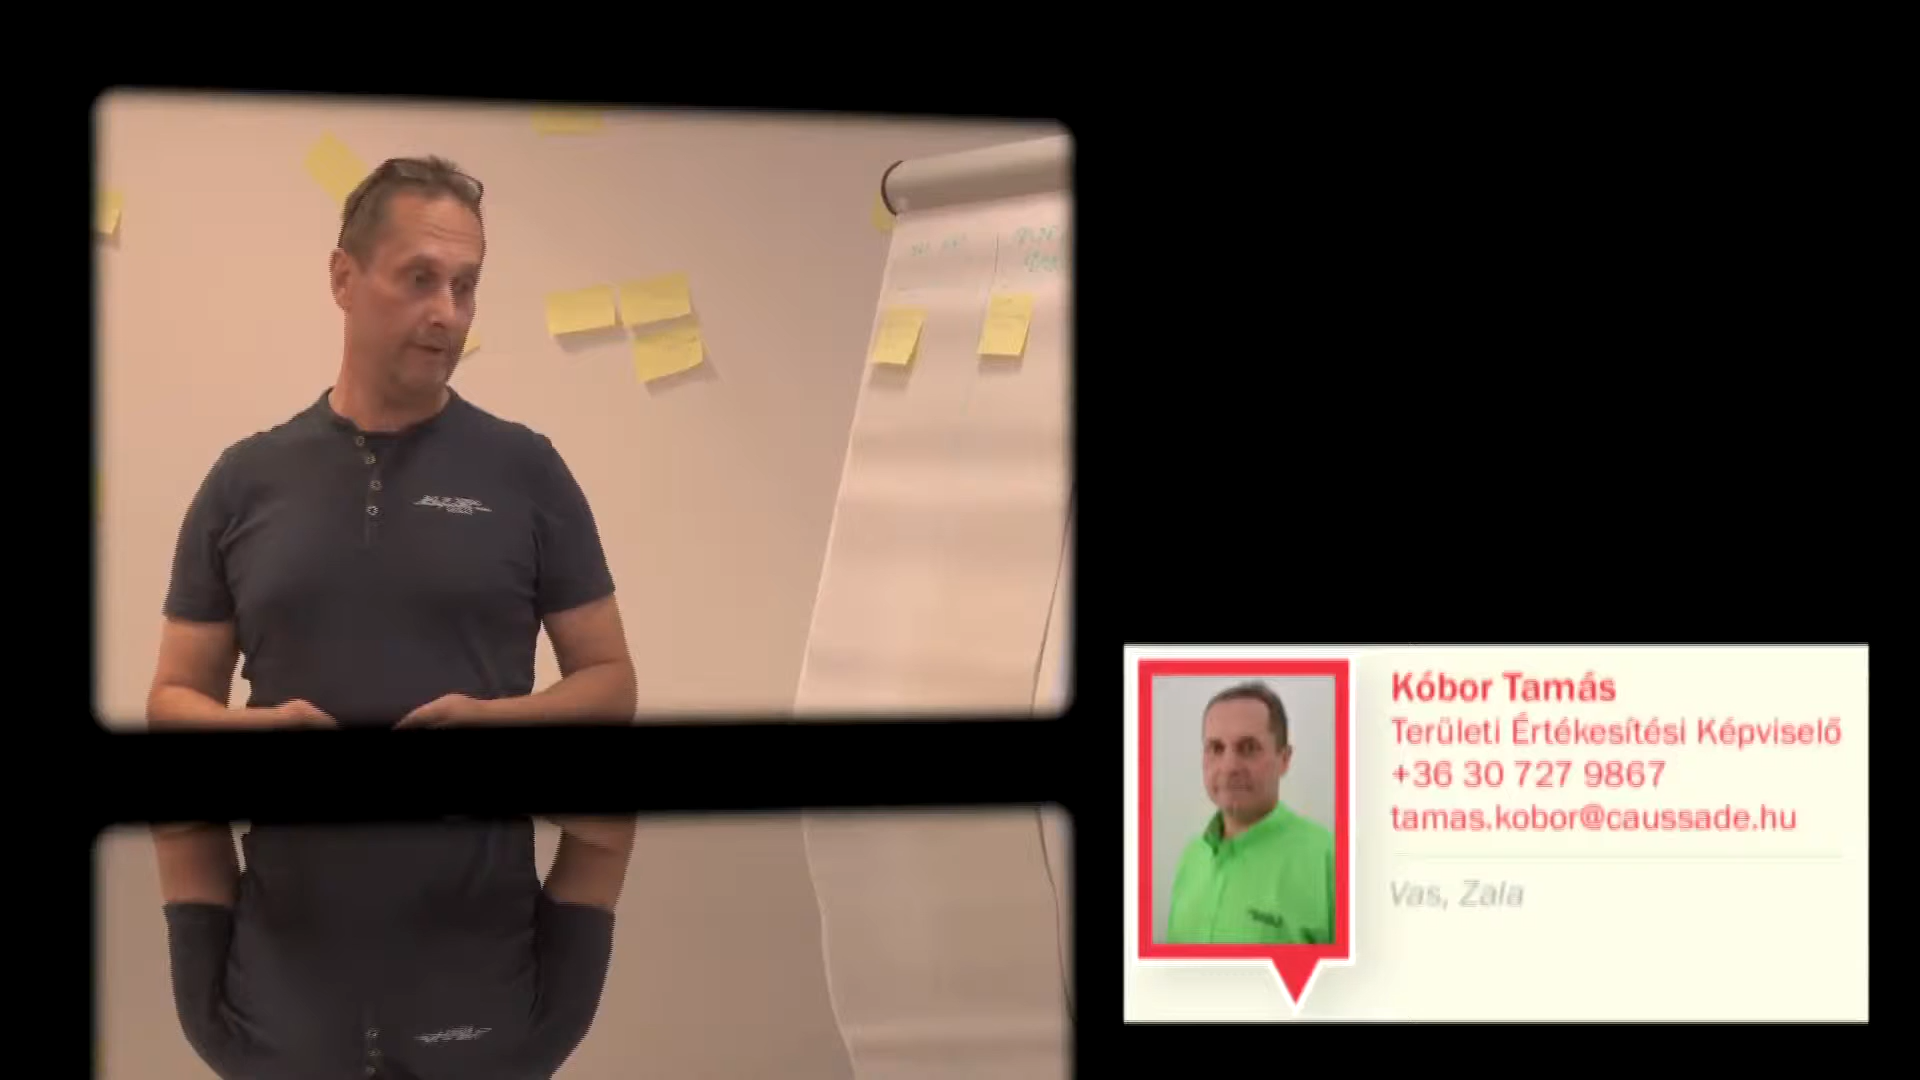 Kóbor Tamás
Területi Értékesítési Képviselő
+36 30 727 9867
tamas.kobor@caussade.hu
Vas, Zala